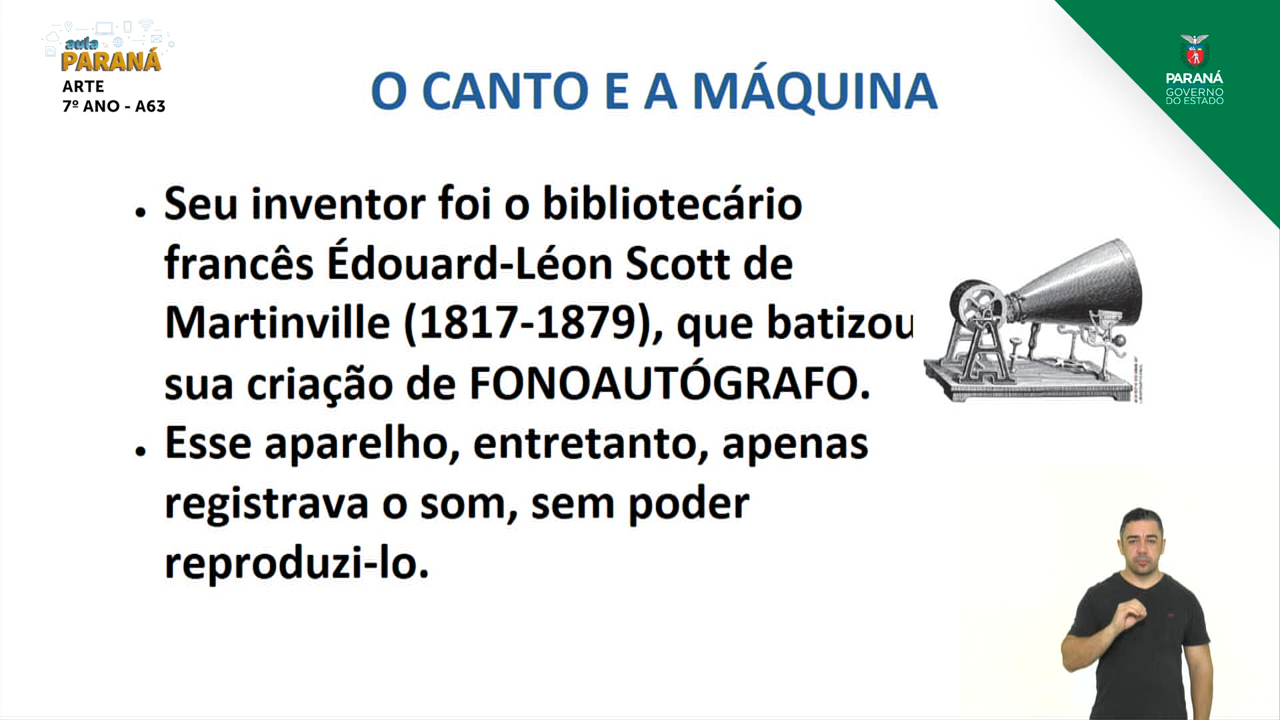 aula
PARANÁ
ARTE
7º ANO - A63
O CANTO E A MÁQUINA
PARANÁ
GOVERNO
DO ESTADO
• Seu inventor foi o bibliotecário
francês Édouard-Léon Scott de
Martinville (1817-1879), que batizou
sua criação de FONOAUTÓGRAFO.
• Esse aparelho, entretanto, apenas
registrava o som, sem poder
reproduzi-lo.